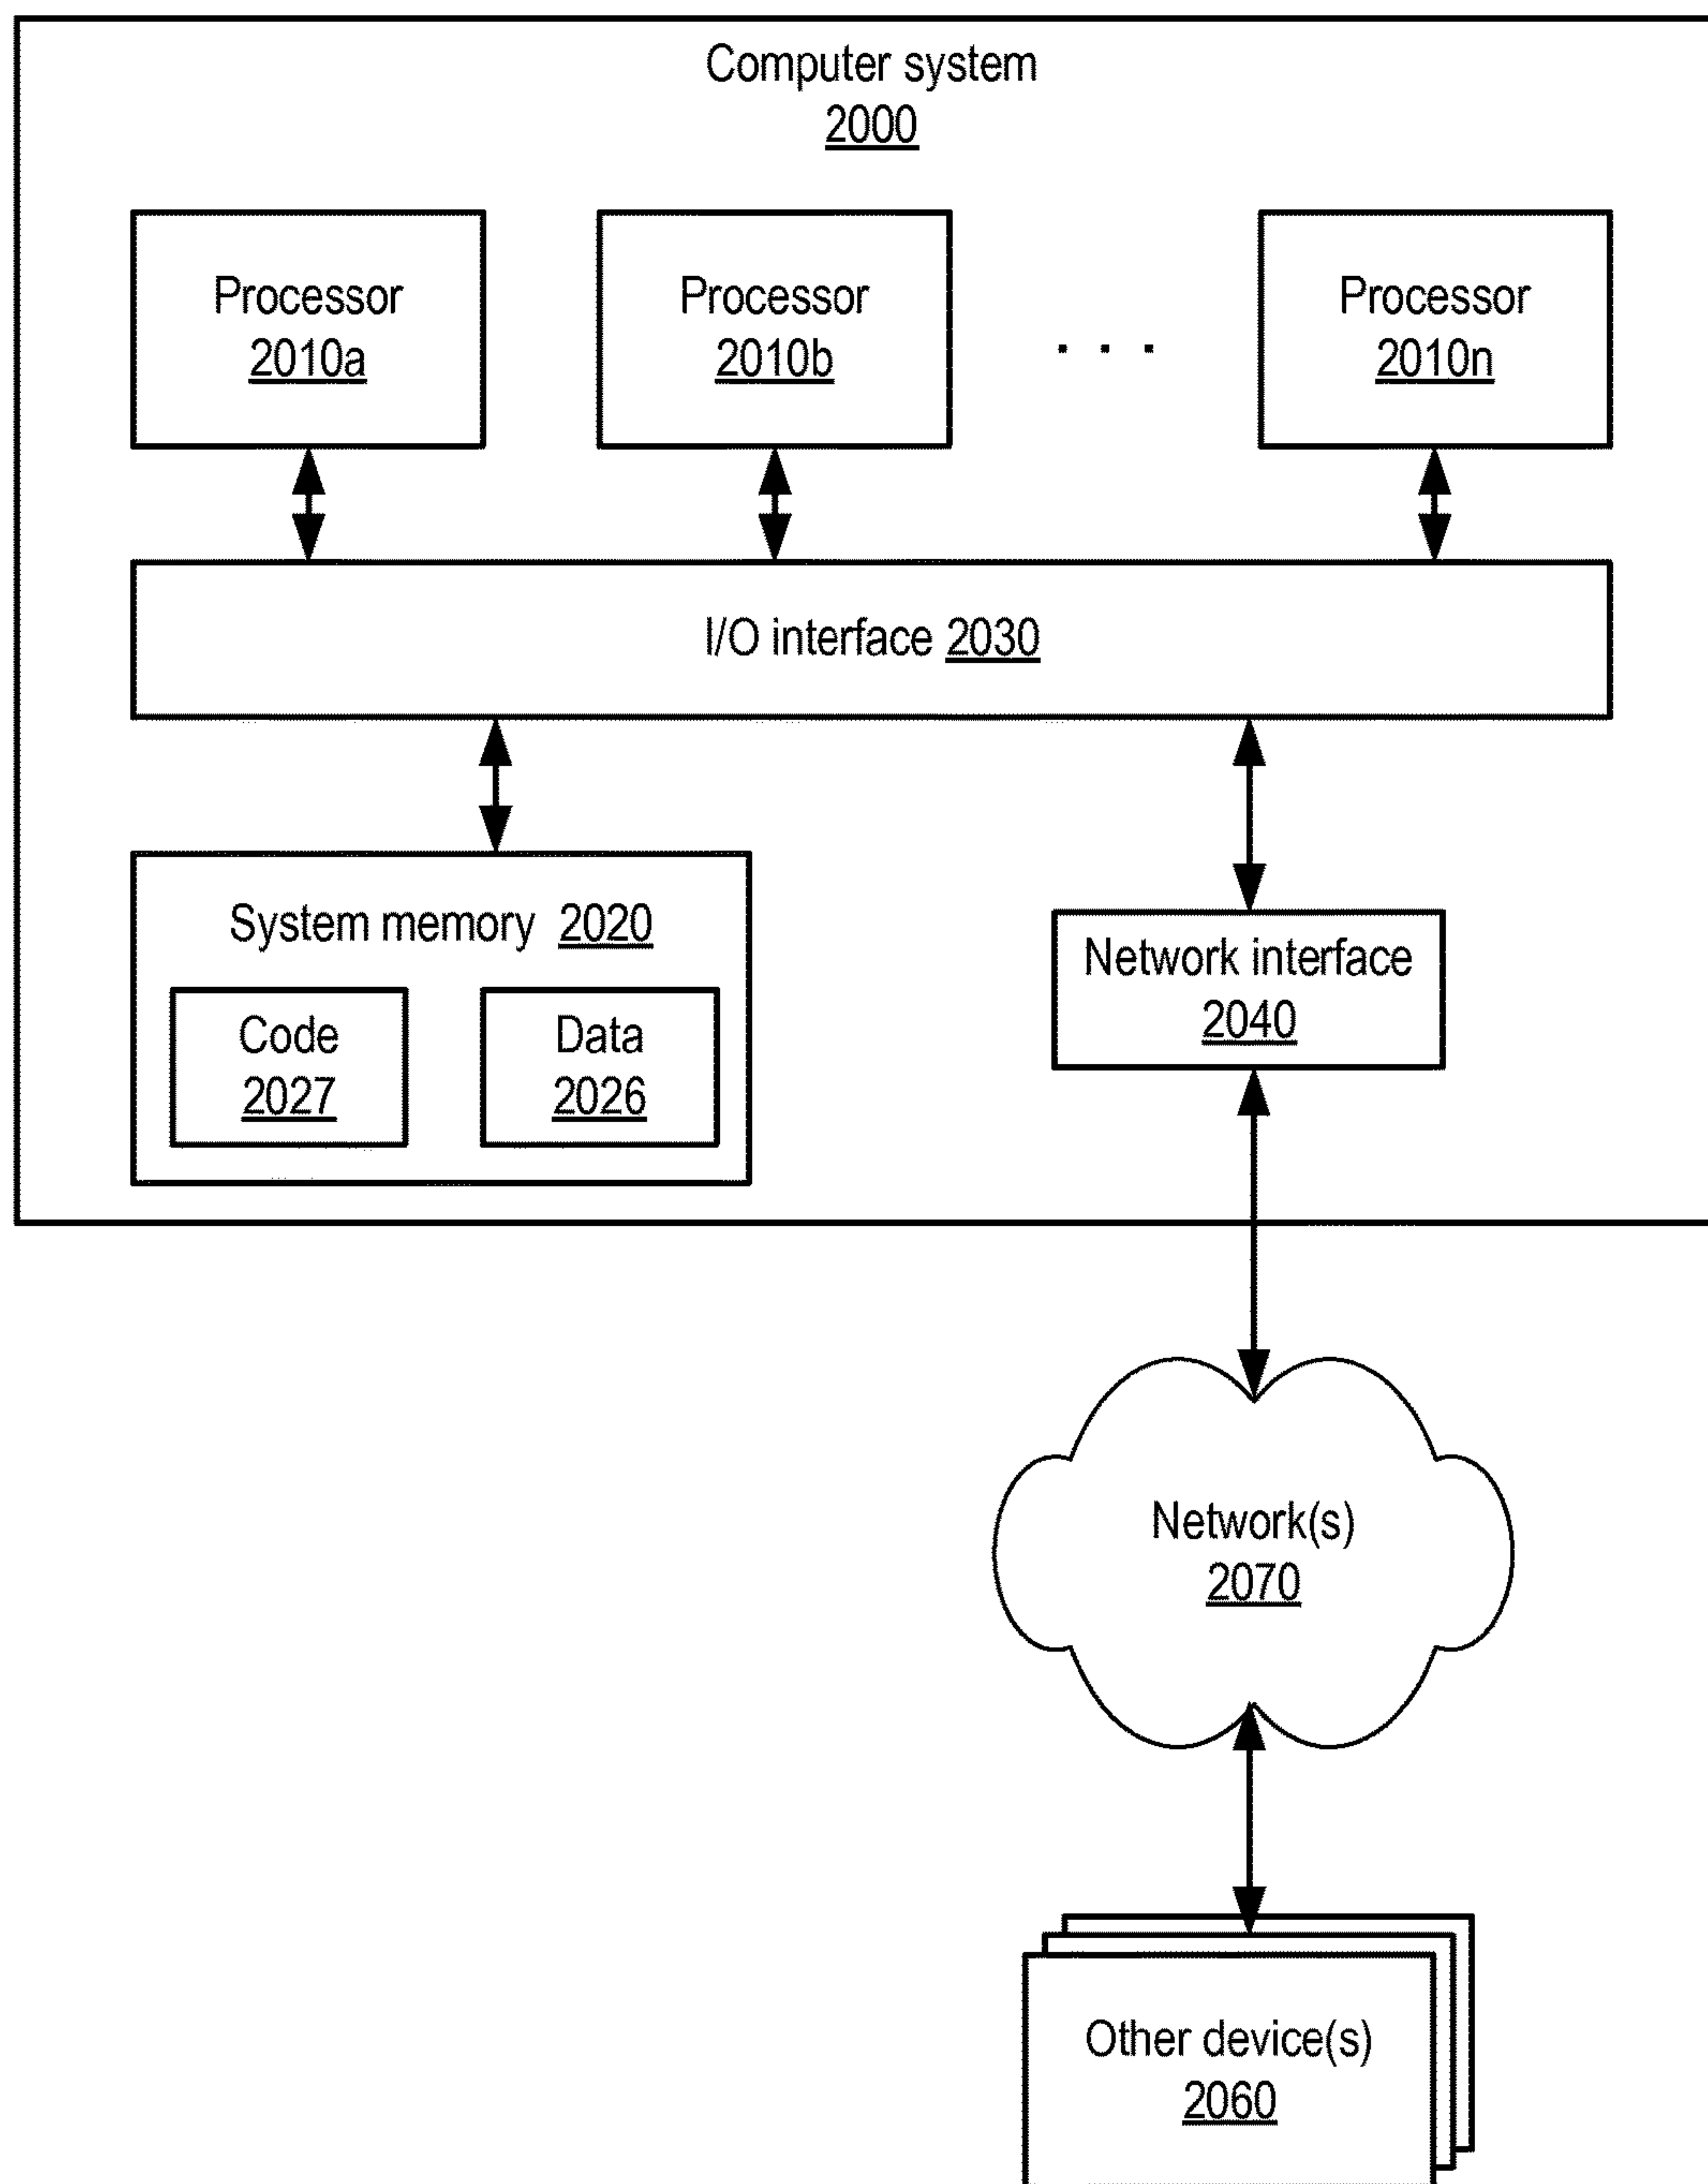 Computer system
2000
Processor
2010a
Processor
2010b
. . .
Processor
2010n
I/O interface 2030
System memory 2020
Code
2027
Data
2026
Network interface
2040
Network(s)
2070
Other device(s)
2060